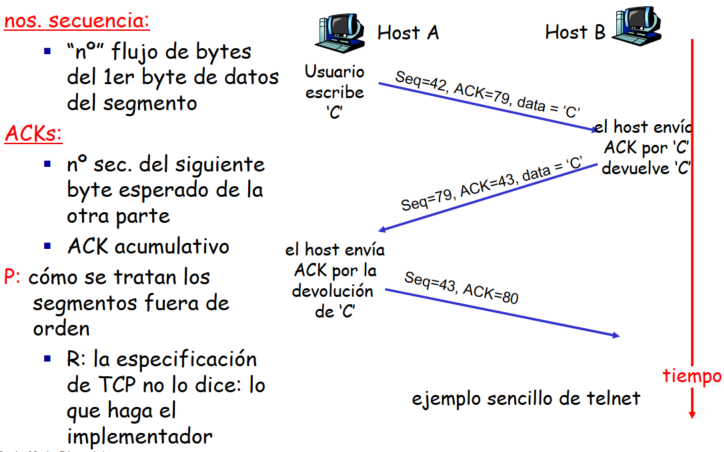 nos. secuencia:
"nº" flujo de bytes
del 1er byte de datos
del segmento
ACKs:
nº sec. del siguiente
byte esperado de la
otra parte
ACK acumulativo
P: cómo se tratan los
segmentos fuera de
orden
R: la especificación
de TCP no lo dice: lo
que haga el
implementador
Host A
Host B
Usuario
escribe
'C'
Seq=42, ACK=79, data = 'C'
el host envía
ACK por 'C'
devuelve 'C'
Seq=79, ACK=43, data = 'C'
el host envía
ACK por la
devolución
de 'C'
Seq=43, ACK=80
tiempo
ejemplo sencillo de telnet